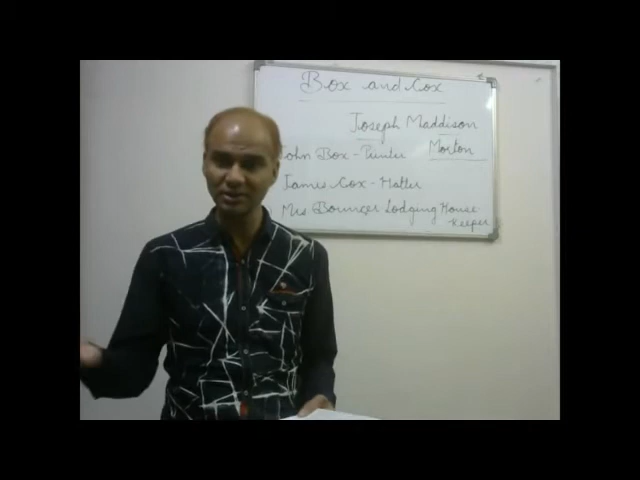 Box and Cox
Joseph Maddison
Morton
John Box - Printer
James Cox - Hatter
Mrs Bouncer Lodging House
-keeper